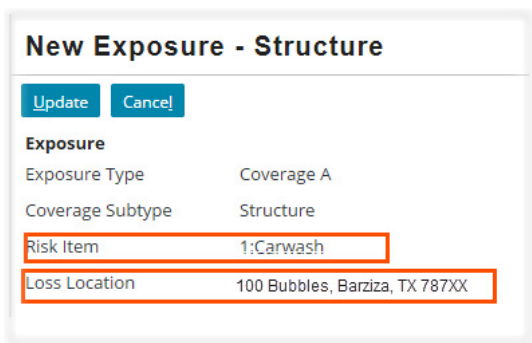 New Exposure - Structure
Update Cancel
Exposure
Exposure Type Coverage A
Coverage Subtype Structure
Risk Item 1:Carwash
Loss Location 100 Bubbles, Barziza, TX 787XX